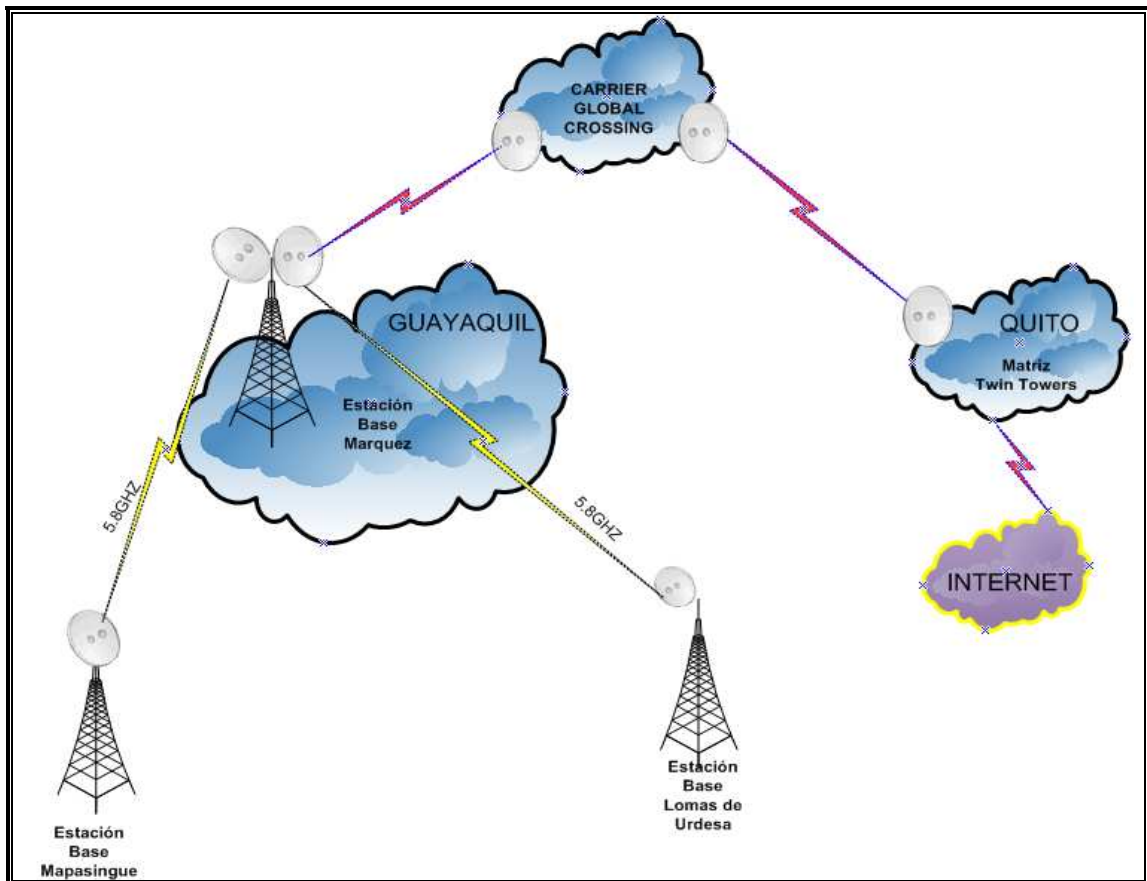 CARRIER
GLOBAL
CROSSING
GUAYAQUIL
Estación
Base
Marquez
QUITO
Matriz
Twin Towers
5.8GHZ
5.8GHZ
INTERNET
Estación
Base
Lomas de
Urdesa
Estación
Base
Mapasingue